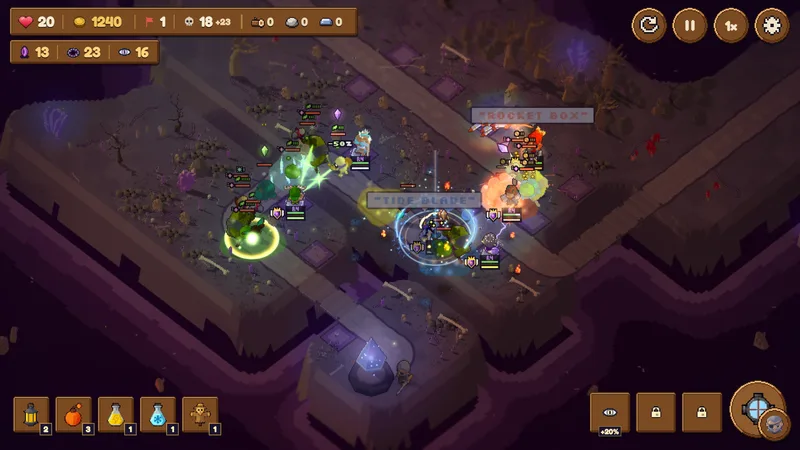 20 1240 1 18 +23 0 0 0
13 23 16
1x
"ROCKET BOX"
-50%
"TIDE BLADE"
2 3 1 1 1
+20%